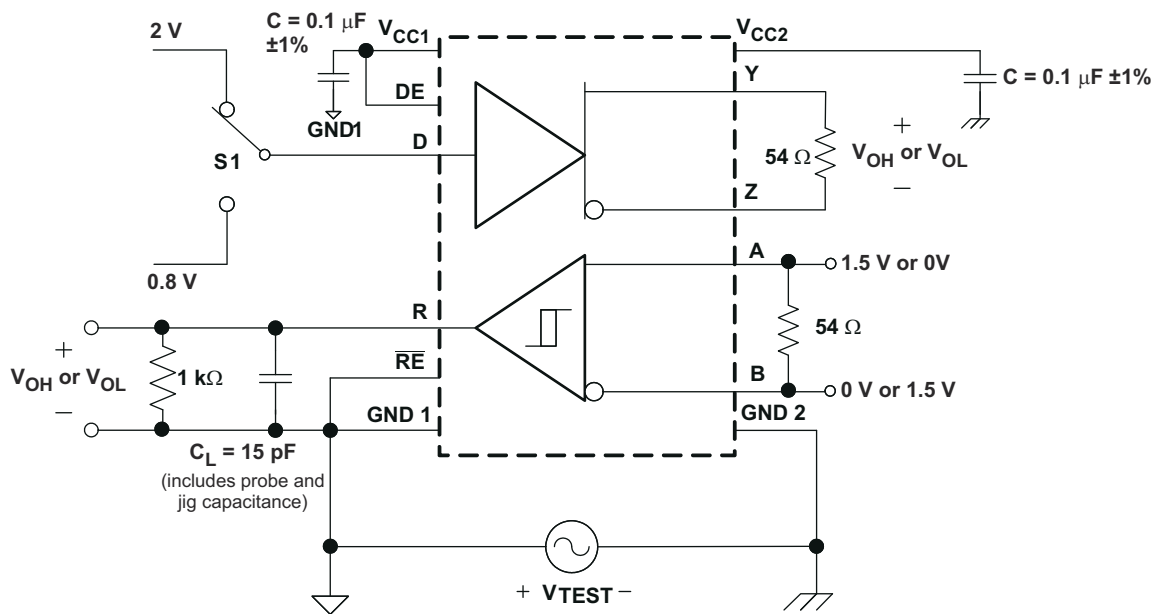 C = 0.1 μF
±1%
2 V
VCC1
VCC2
DE
GND1
Y
C = 0.1 μF ±1%
D
S1
54 Ω
+
VOH or VOL
−
Z
0.8 V
A
1.5 V or 0V
R
54 Ω
+
VOH or VOL
−
1 kΩ
RE
B
0 V or 1.5 V
GND 1
GND 2
CL = 15 pF
(includes probe and
jig capacitance)
+ VTEST −